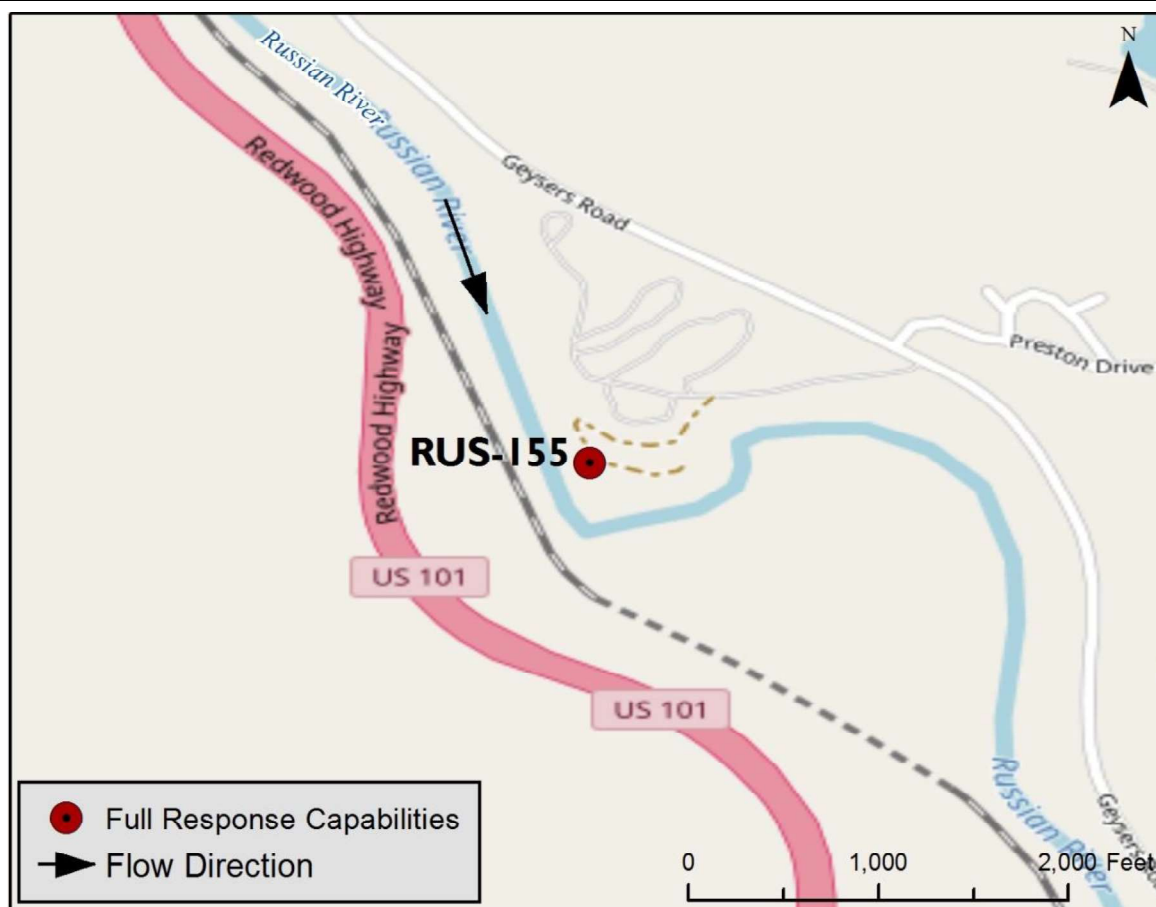 N
Russian River
Russian River
Geysers Road
Redwood Highway
Redwood Highway
Preston Drive
RUS-155
US 101
US 101
Russian River
Full Response Capabilities
Flow Direction
0 1,000 2,000 Feet